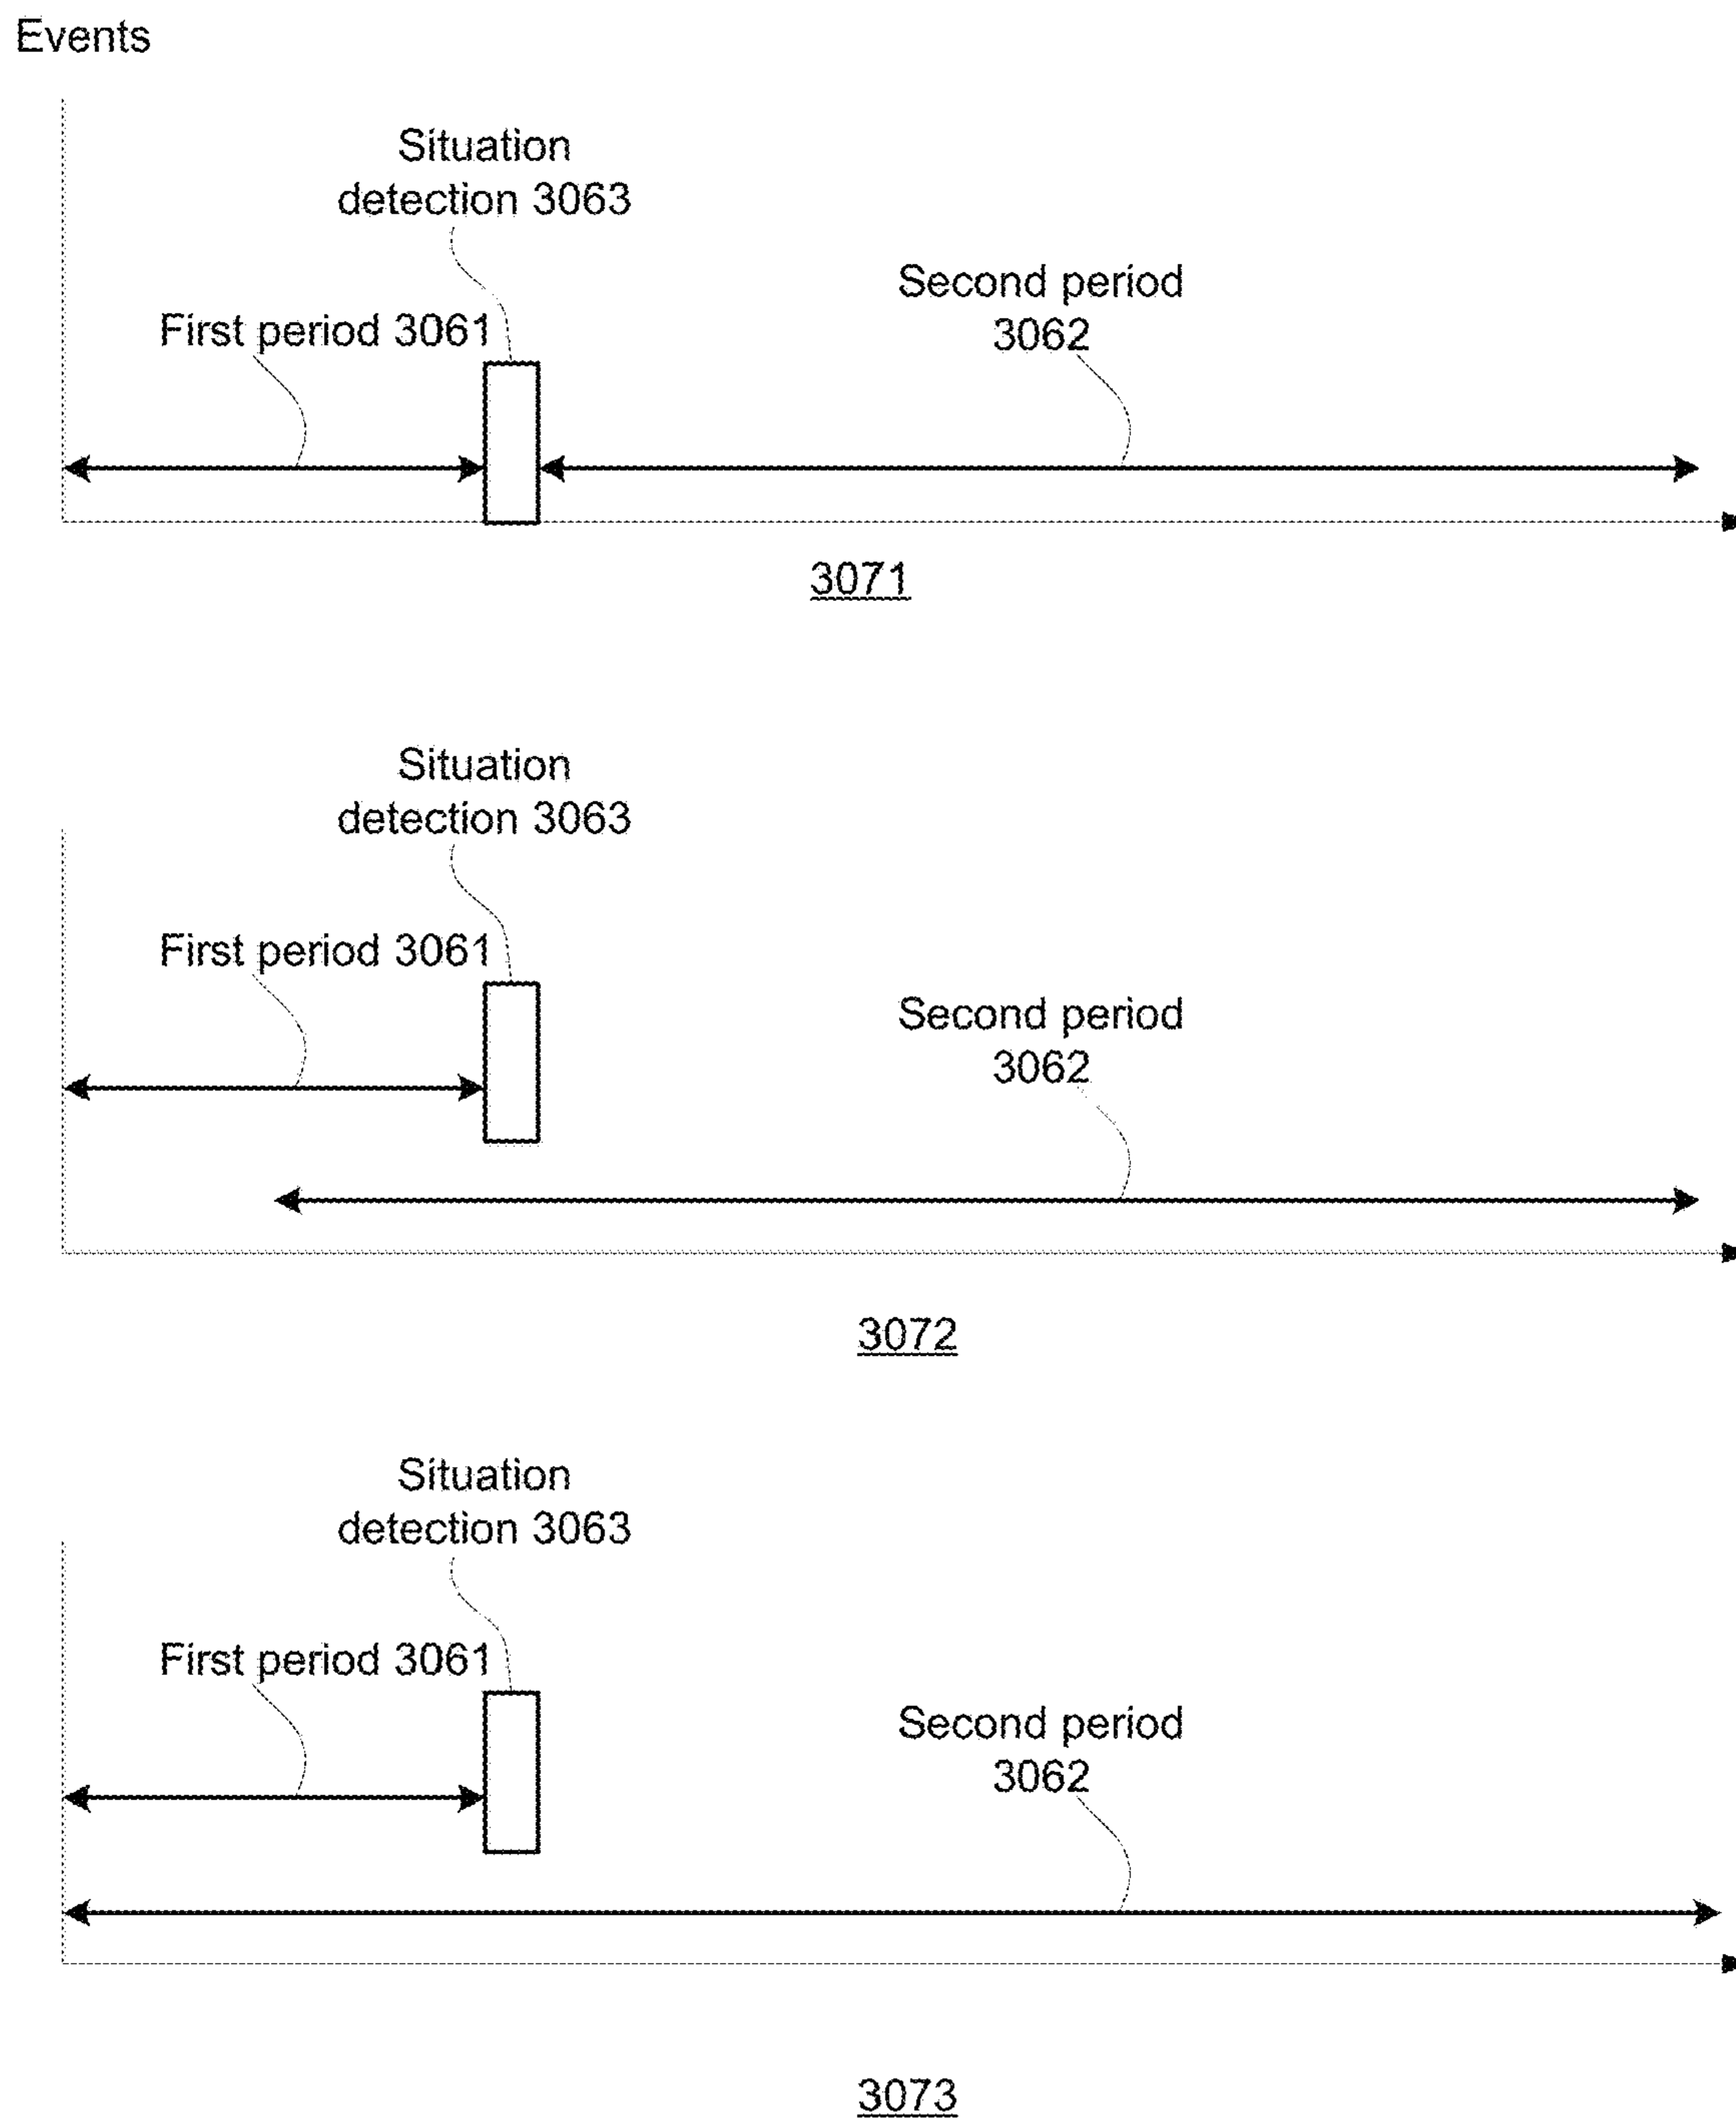 Events
Situation
detection 3063
First period 3061
Second period
3062
3071
Situation
detection 3063
First period 3061
Second period
3062
3072
Situation
detection 3063
First period 3061
Second period
3062
3073